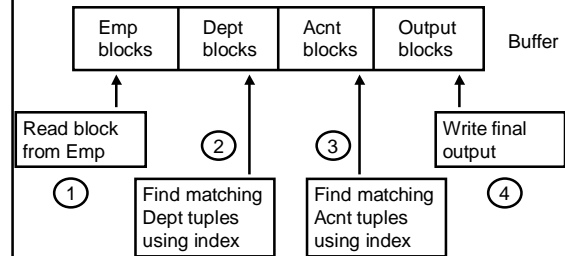 Emp
blocks
Dept
blocks
Acnt
blocks
Output
blocks
Buffer
Read block
from Emp
1
2
Find matching
Dept tuples
using index
3
Find matching
Acnt tuples
using index
Write final
output
4